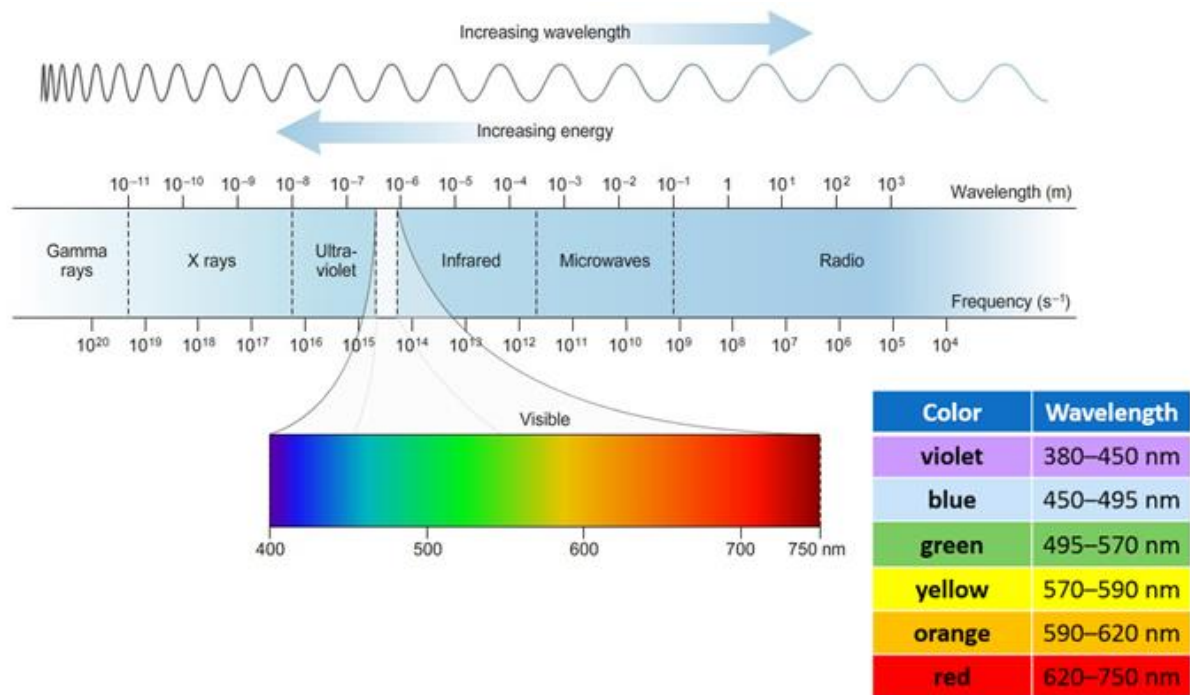 Increasing wavelength
Increasing energy
10⁻¹¹ 10⁻¹⁰ 10⁻⁹ 10⁻⁸ 10⁻⁷ 10⁻⁶ 10⁻⁵ 10⁻⁴ 10⁻³ 10⁻² 10⁻¹ 1 10¹ 10² 10³ Wavelength (m)
Gamma rays X rays Ultra-violet Infrared Microwaves Radio
Frequency (s⁻¹)
10²⁰ 10¹⁹ 10¹⁸ 10¹⁷ 10¹⁶ 10¹⁵ 10¹⁴ 10¹³ 10¹² 10¹¹ 10¹⁰ 10⁹ 10⁸ 10⁷ 10⁶ 10⁵ 10⁴
Visible
400 500 600 700 750 nm
Color Wavelength
violet 380–450 nm
blue 450–495 nm
green 495–570 nm
yellow 570–590 nm
orange 590–620 nm
red 620–750 nm